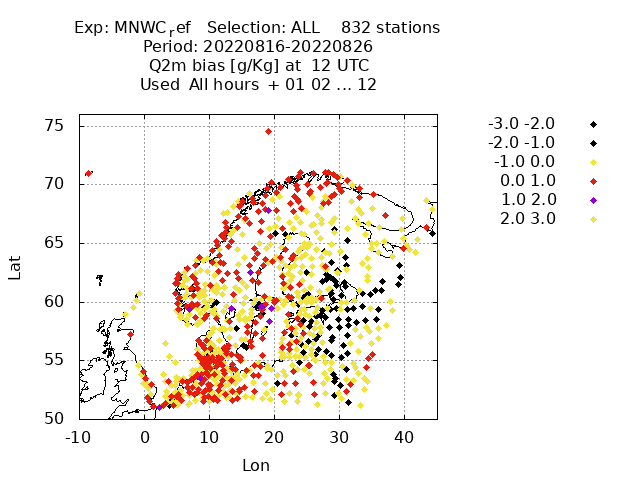 Exp: MNWC_ref Selection: ALL 832 stations
Period: 20220816-20220826
Q2m bias [g/Kg] at 12 UTC
Used All hours + 01 02 ... 12
-3.0 -2.0
-2.0 -1.0
-1.0 0.0
0.0 1.0
1.0 2.0
2.0 3.0
75
70
65
60
55
50
Lat
-10 0 10 20 30 40
Lon